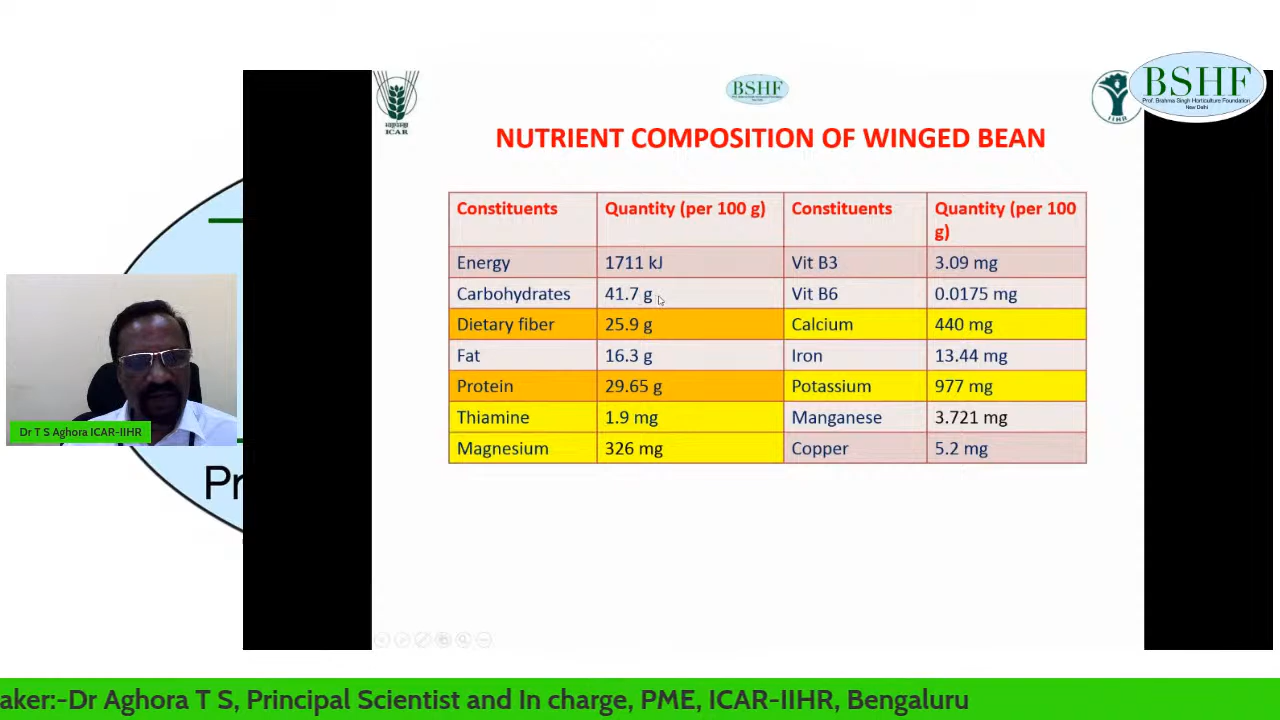 BSHF
BSHF
Prof. Brahma Singh Horticulture Foundation
New Delhi
ICAR
IIHR
NUTRIENT COMPOSITION OF WINGED BEAN
Constituents Quantity (per 100 g) Constituents Quantity (per 100 g)
Energy 1711 kJ Vit B3 3.09 mg
Carbohydrates 41.7 g Vit B6 0.0175 mg
Dietary fiber 25.9 g Calcium 440 mg
Fat 16.3 g Iron 13.44 mg
Protein 29.65 g Potassium 977 mg
Thiamine 1.9 mg Manganese 3.721 mg
Magnesium 326 mg Copper 5.2 mg
Dr T S Aghora ICAR-IIHR
Pr
aker:-Dr Aghora T S, Principal Scientist and In charge, PME, ICAR-IIHR, Bengaluru